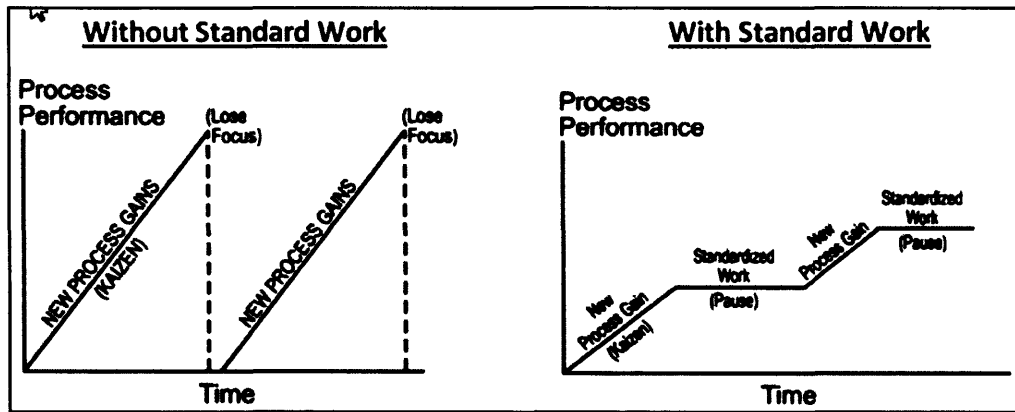 Without Standard Work
Process
Performance
(Lose
Focus)
(Lose
Focus)
NEW PROCESS GAINS
(KAIZEN)
NEW PROCESS GAINS
Time
With Standard Work
Process
Performance
New
Process Gain
(Kaizen)
Standardized
Work
(Pause)
New
Process Gain
Standardized
Work
(Pause)
Time